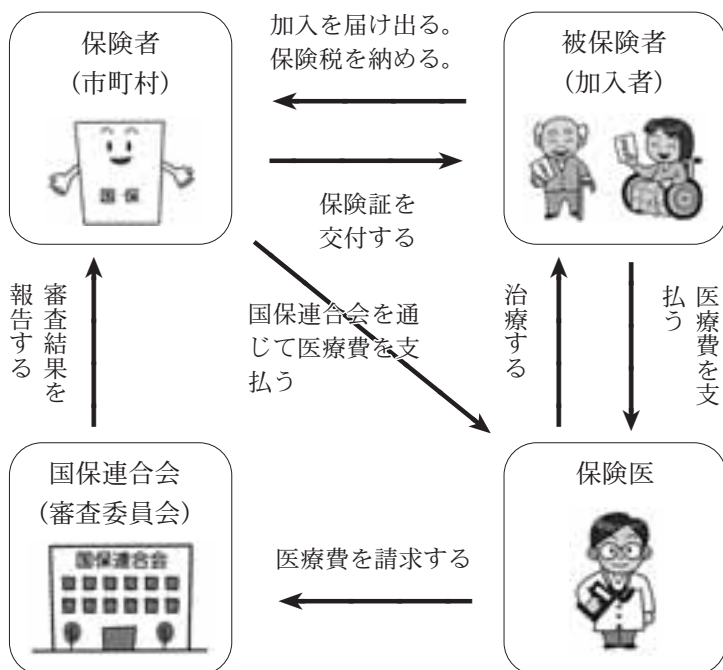 保険者
(市町村)
国保
加入を届け出る。
保険税を納める。
被保険者
(加入者)
保険証を
交付する
審査結果を
報告する
国保連合会を通
じて医療費を支
払う
治療する
医療費を支
払う
国保連合会
(審査委員会)
国保連合会
医療費を請求する
保険医